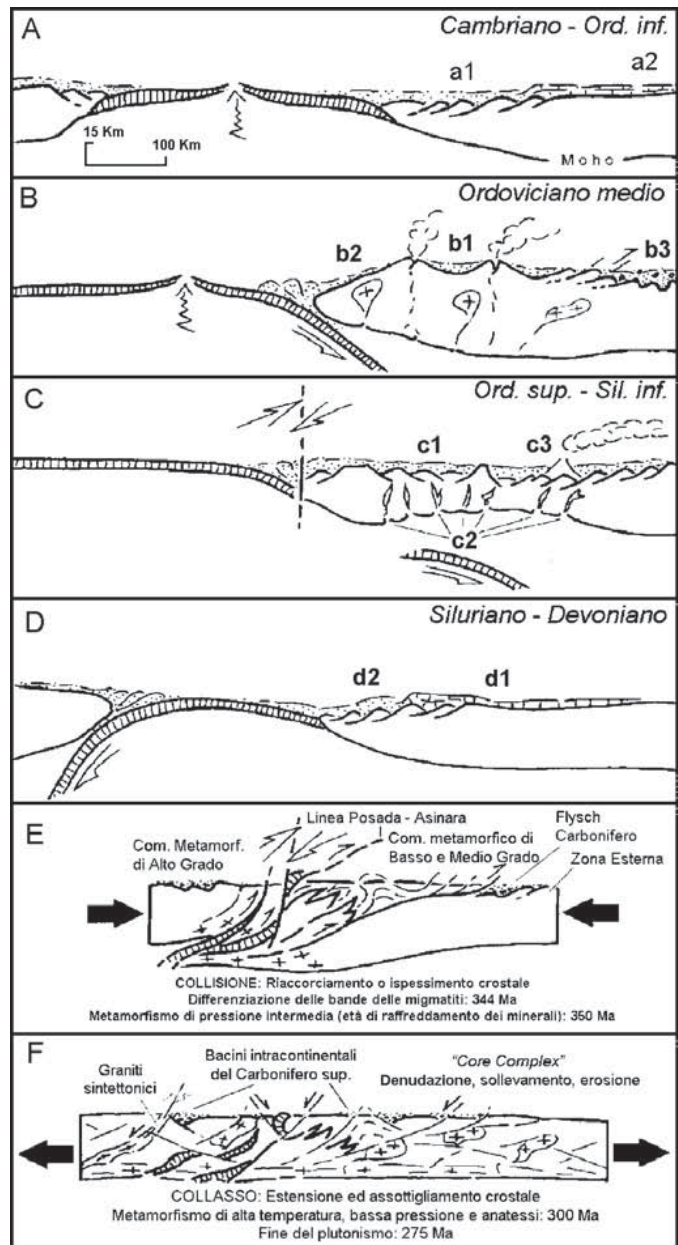 A
Cambriano - Ord. inf.
a1
a2
15 Km
100 Km
Moho
B
Ordoviciano medio
b2
b1
b3
C
Ord. sup. - Sil. inf.
c1
c3
c2
D
Siluriano - Devoniano
d2
d1
E
Linea Posada - Asinara
Com. Metamorf.
di Alto Grado
Com. metamorfico di
Basso e Medio Grado
Flysch
Carbonifero
Zona Esterna
COLLISIONE: Riaccorciamento o ispessimento crostale
Differenziazione delle bande delle migmatiti: 344 Ma
Metamorfismo di pressione intermedia (età di raffreddamento dei minerali): 350 Ma
F
Graniti
sintettonici
Bacini intracontinentali
del Carbonifero sup.
"Core Complex"
Denudazione, sollevamento, erosione
COLLASSO: Estensione ed assottigliamento crostale
Metamorfismo di alta temperatura, bassa pressione e anatessi: 300 Ma
Fine del plutonismo: 275 Ma